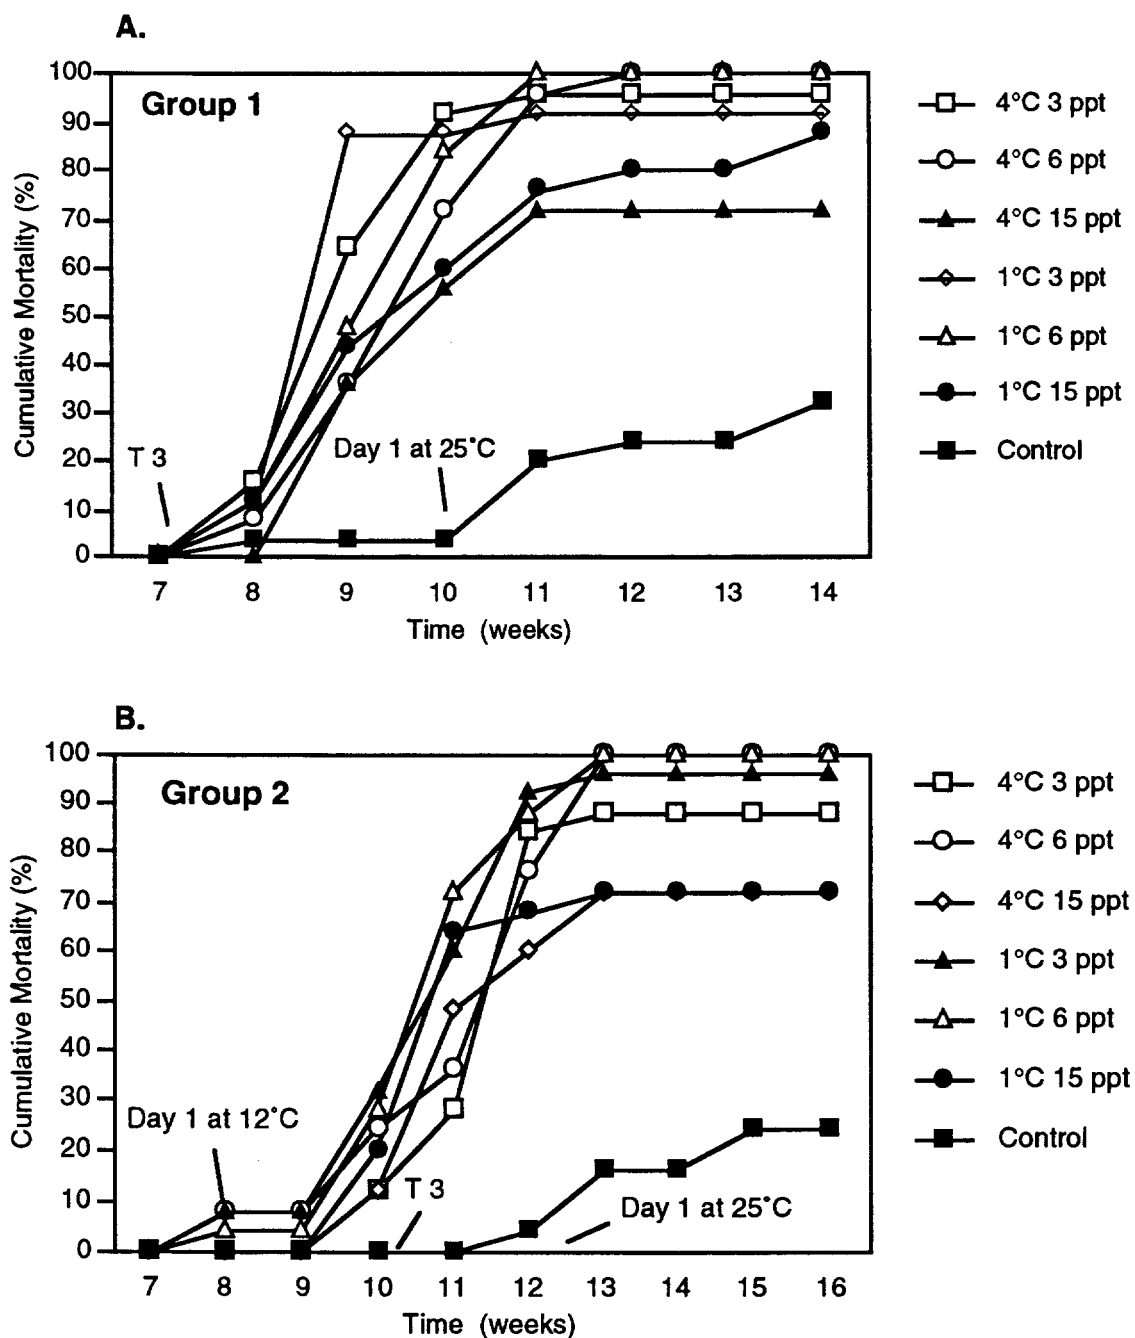 A.
Group 1
Cumulative Mortality (%)
100
90
80
70
60
50
40
30
20
10
0
T 3
Day 1 at 25°C
7 8 9 10 11 12 13 14
Time (weeks)
4°C 3 ppt
4°C 6 ppt
4°C 15 ppt
1°C 3 ppt
1°C 6 ppt
1°C 15 ppt
Control
B.
Group 2
Cumulative Mortality (%)
100
90
80
70
60
50
40
30
20
10
0
Day 1 at 12°C
T 3
Day 1 at 25°C
7 8 9 10 11 12 13 14 15 16
Time (weeks)
4°C 3 ppt
4°C 6 ppt
4°C 15 ppt
1°C 3 ppt
1°C 6 ppt
1°C 15 ppt
Control